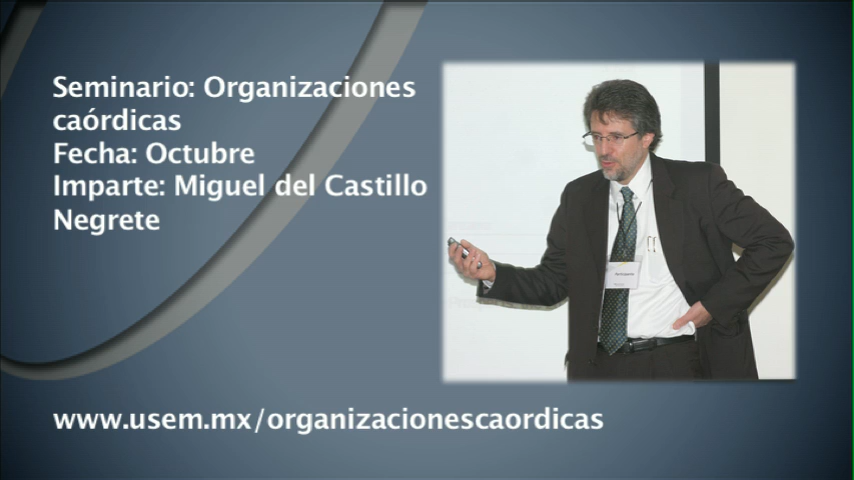 Seminario: Organizaciones
caórdicas
Fecha: Octubre
Imparte: Miguel del Castillo
Negrete
www.usem.mx/organizacionescaordicas